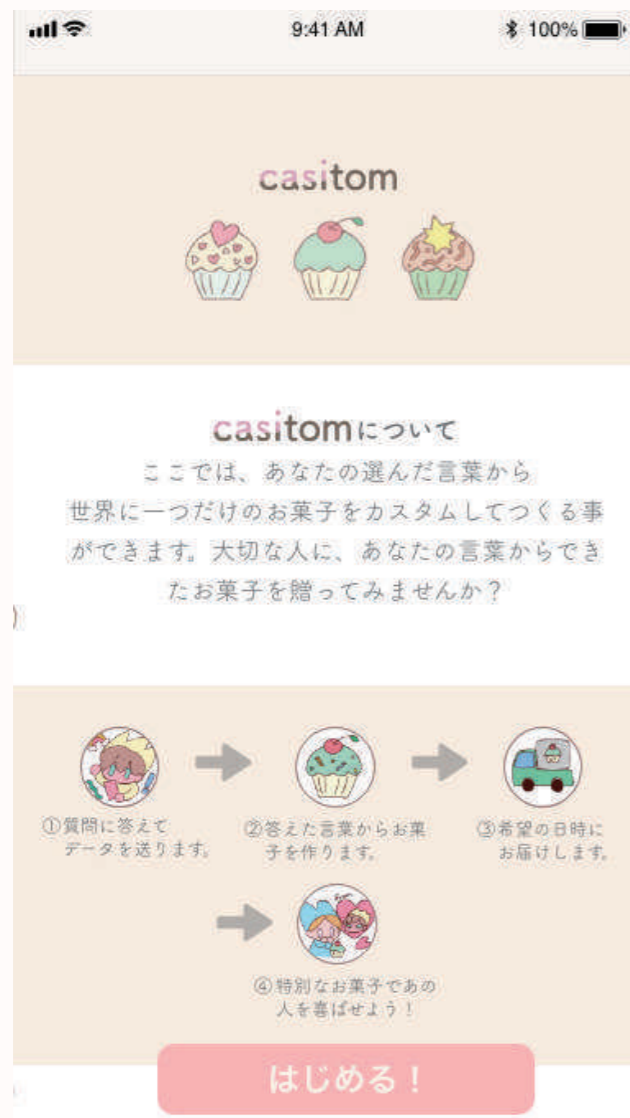 9:41 AM
100%
casitom
casitomについて
ここでは、あなたの選んだ言葉から
世界に一つだけのお菓子をカスタムしてつくる事
ができます。大切な人に、あなたの言葉からでき
たお菓子を贈ってみませんか？
①質問に答えて
データを送ります。
②答えた言葉からお菓
子を作ります。
③希望の日時に
お届けします。
④特別なお菓子であの
人を喜ばせよう！
はじめる！